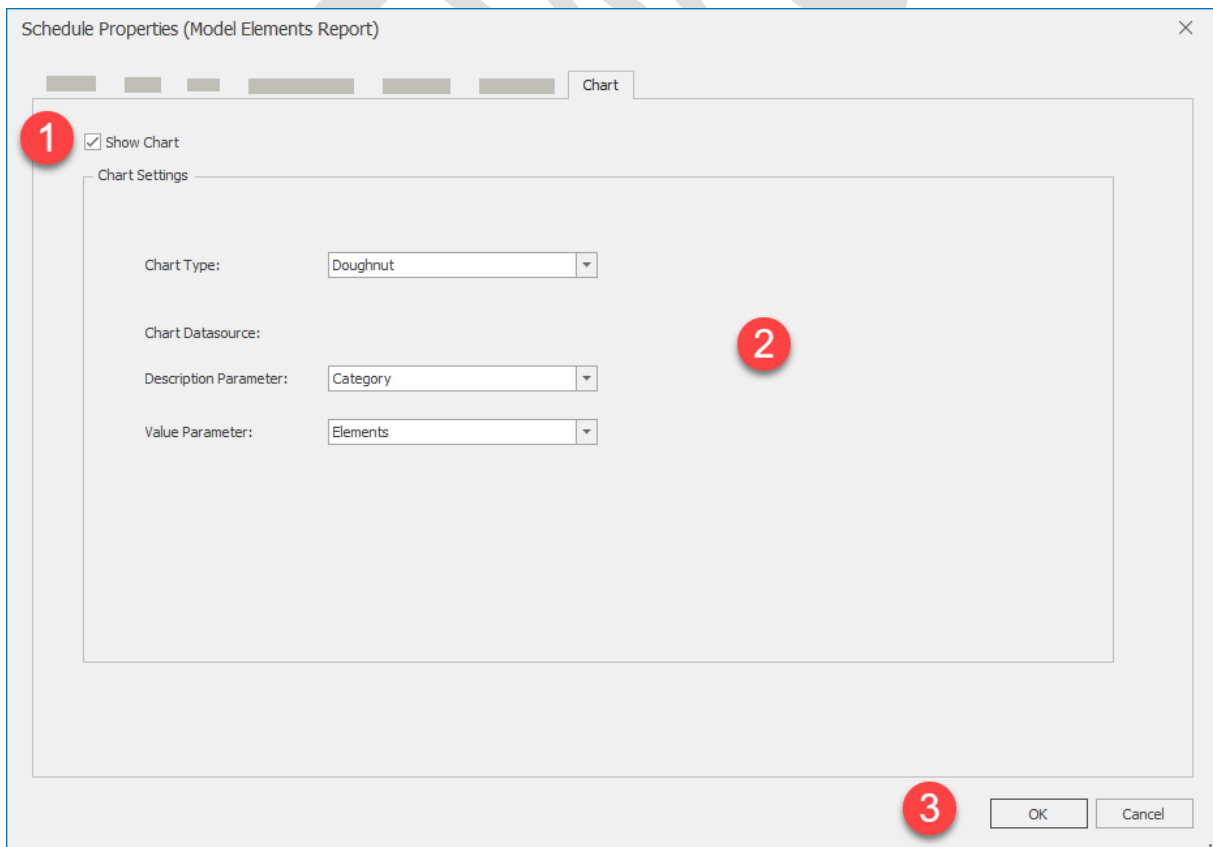 Schedule Properties (Model Elements Report)
Chart
1
Show Chart
Chart Settings
Chart Type: Doughnut
2
Chart Datasource:
Description Parameter: Category
Value Parameter: Elements
3
OK Cancel